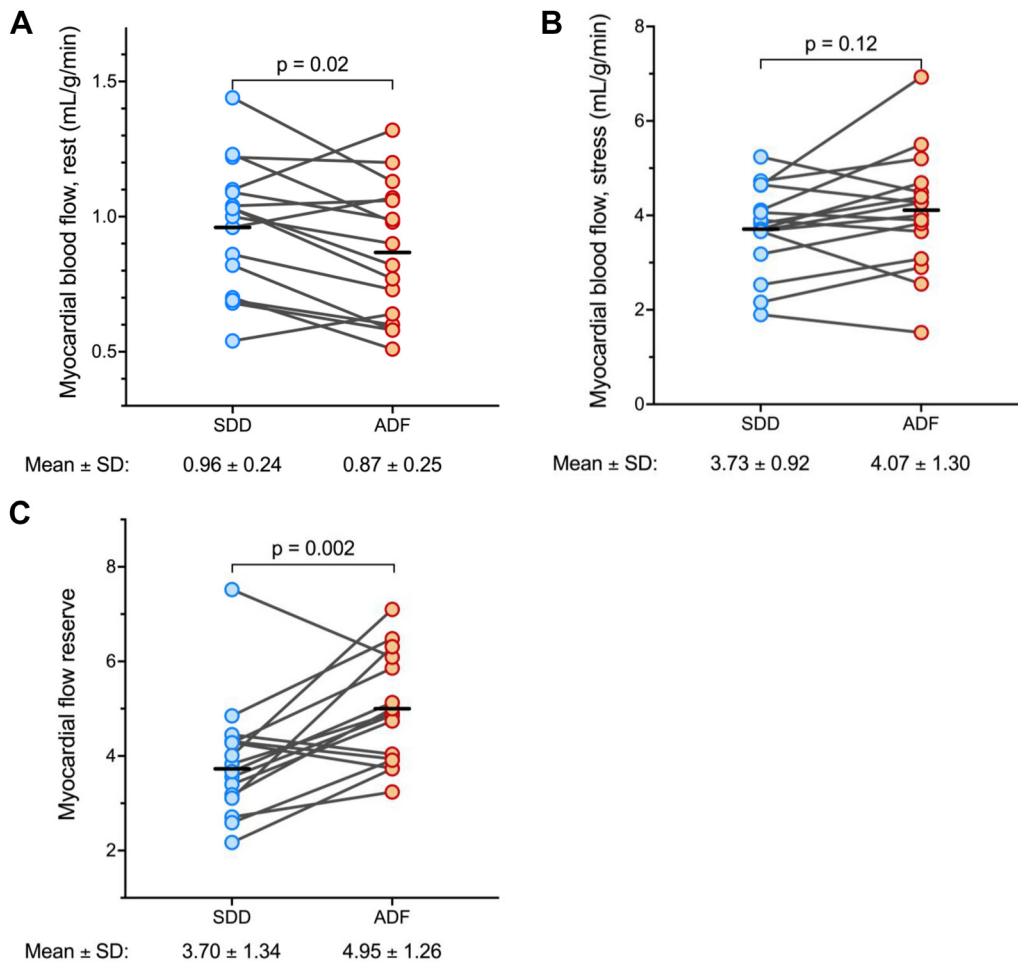 A
Myocardial blood flow, rest (mL/g/min)
p = 0.02
1.5
1.0
0.5
SDD ADF
Mean ± SD: 0.96 ± 0.24 0.87 ± 0.25
B
Myocardial blood flow, stress (mL/g/min)
p = 0.12
8
6
4
2
0
SDD ADF
Mean ± SD: 3.73 ± 0.92 4.07 ± 1.30
C
Myocardial flow reserve
p = 0.002
8
6
4
2
SDD ADF
Mean ± SD: 3.70 ± 1.34 4.95 ± 1.26